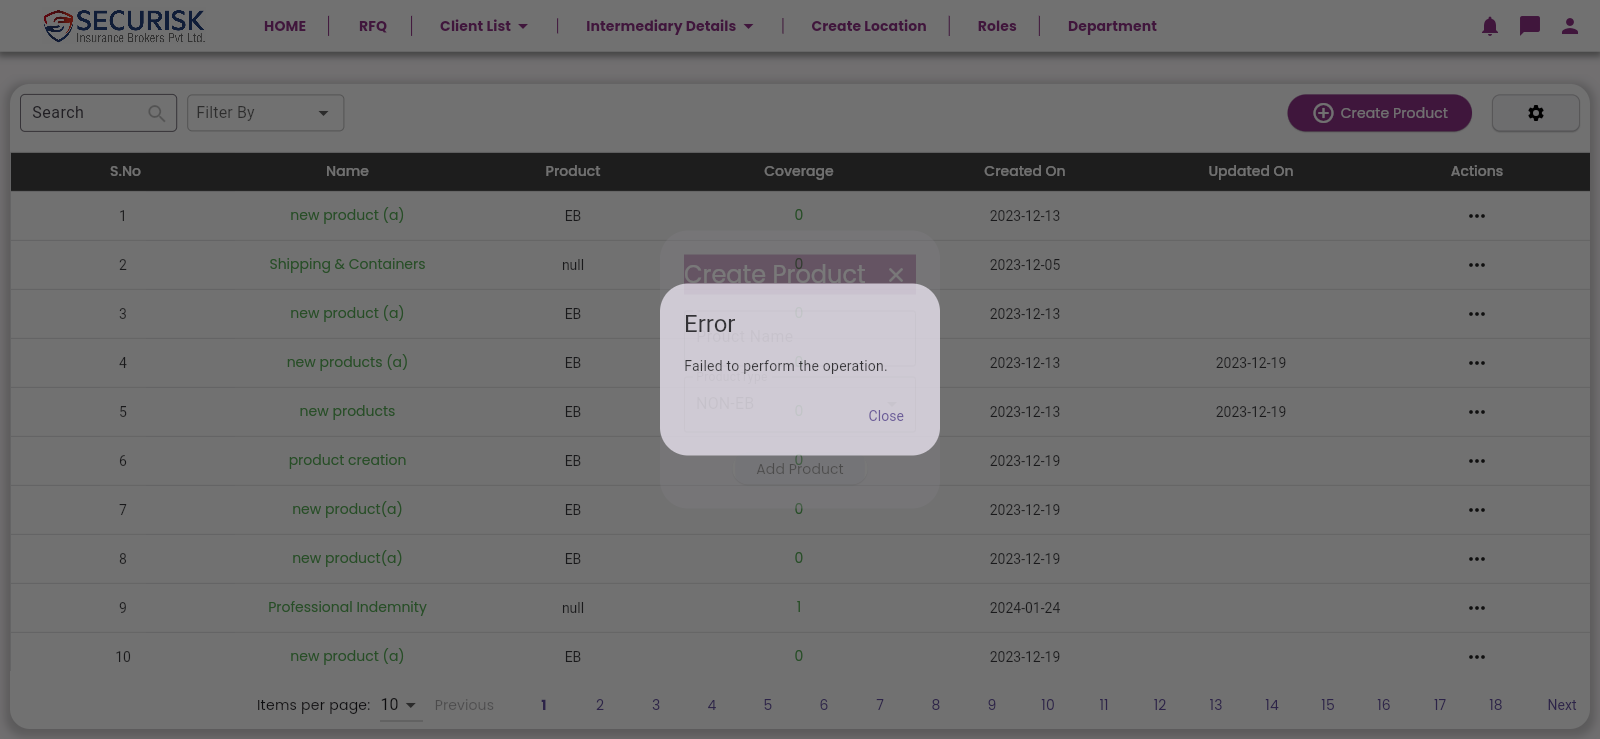 SECURISK
Insurance Brokers Pvt Ltd.
HOME RFQ Client List Intermediary Details Create Location Roles Department
Search Filter By Create Product
S.No Name Product Coverage Created On Updated On Actions
1 new product (a) EB 0 2023-12-13
2 Shipping & Containers null 0 2023-12-05
3 new product (a) EB 0 2023-12-13
4 new products (a) EB 2023-12-13 2023-12-19
5 new products EB 0 2023-12-13 2023-12-19
6 product creation EB 0 2023-12-19
7 new product(a) EB 0 2023-12-19
8 new product(a) EB 0 2023-12-19
9 Professional Indemnity null 1 2024-01-24
10 new product (a) EB 0 2023-12-19
Create Product
Error
Product Name
Failed to perform the operation.
NON-EB
Close
Add Product
Items per page: 10 Previous 1 2 3 4 5 6 7 8 9 10 11 12 13 14 15 16 17 18 Next